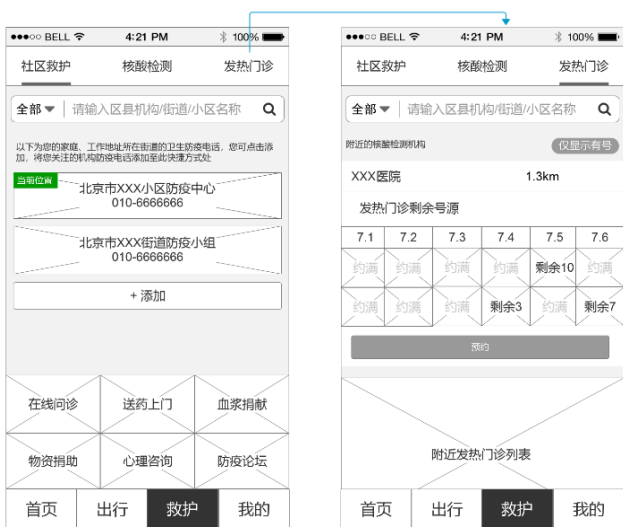 ●●●○○ BELL 4:21 PM 100%
社区救护 核酸检测 发热门诊
全部 请输入区县机构/街道/小区名称
以下为您的家庭、工作地址所在街道的卫生防疫电话，您可点击添
加，将您关注的机构防疫电话添加至此快捷方式处
当前位置
北京市XXX小区防疫中心
010-6666666
北京市XXX街道防疫小组
010-6666666
+ 添加
在线问诊 送药上门 血浆捐献
物资捐助 心理咨询 防疫论坛
首页 出行 救护 我的
●●●○○ BELL 4:21 PM 100%
社区救护 核酸检测 发热门诊
全部 请输入区县机构/街道/小区名称
附近的核酸检测机构 仅显示有号
XXX医院 1.3km
发热门诊剩余号源
7.1 7.2 7.3 7.4 7.5 7.6
约满 约满 约满 约满 剩余10 约满
约满 约满 约满 剩余3 约满 剩余7
预约
附近发热门诊列表
首页 出行 救护 我的